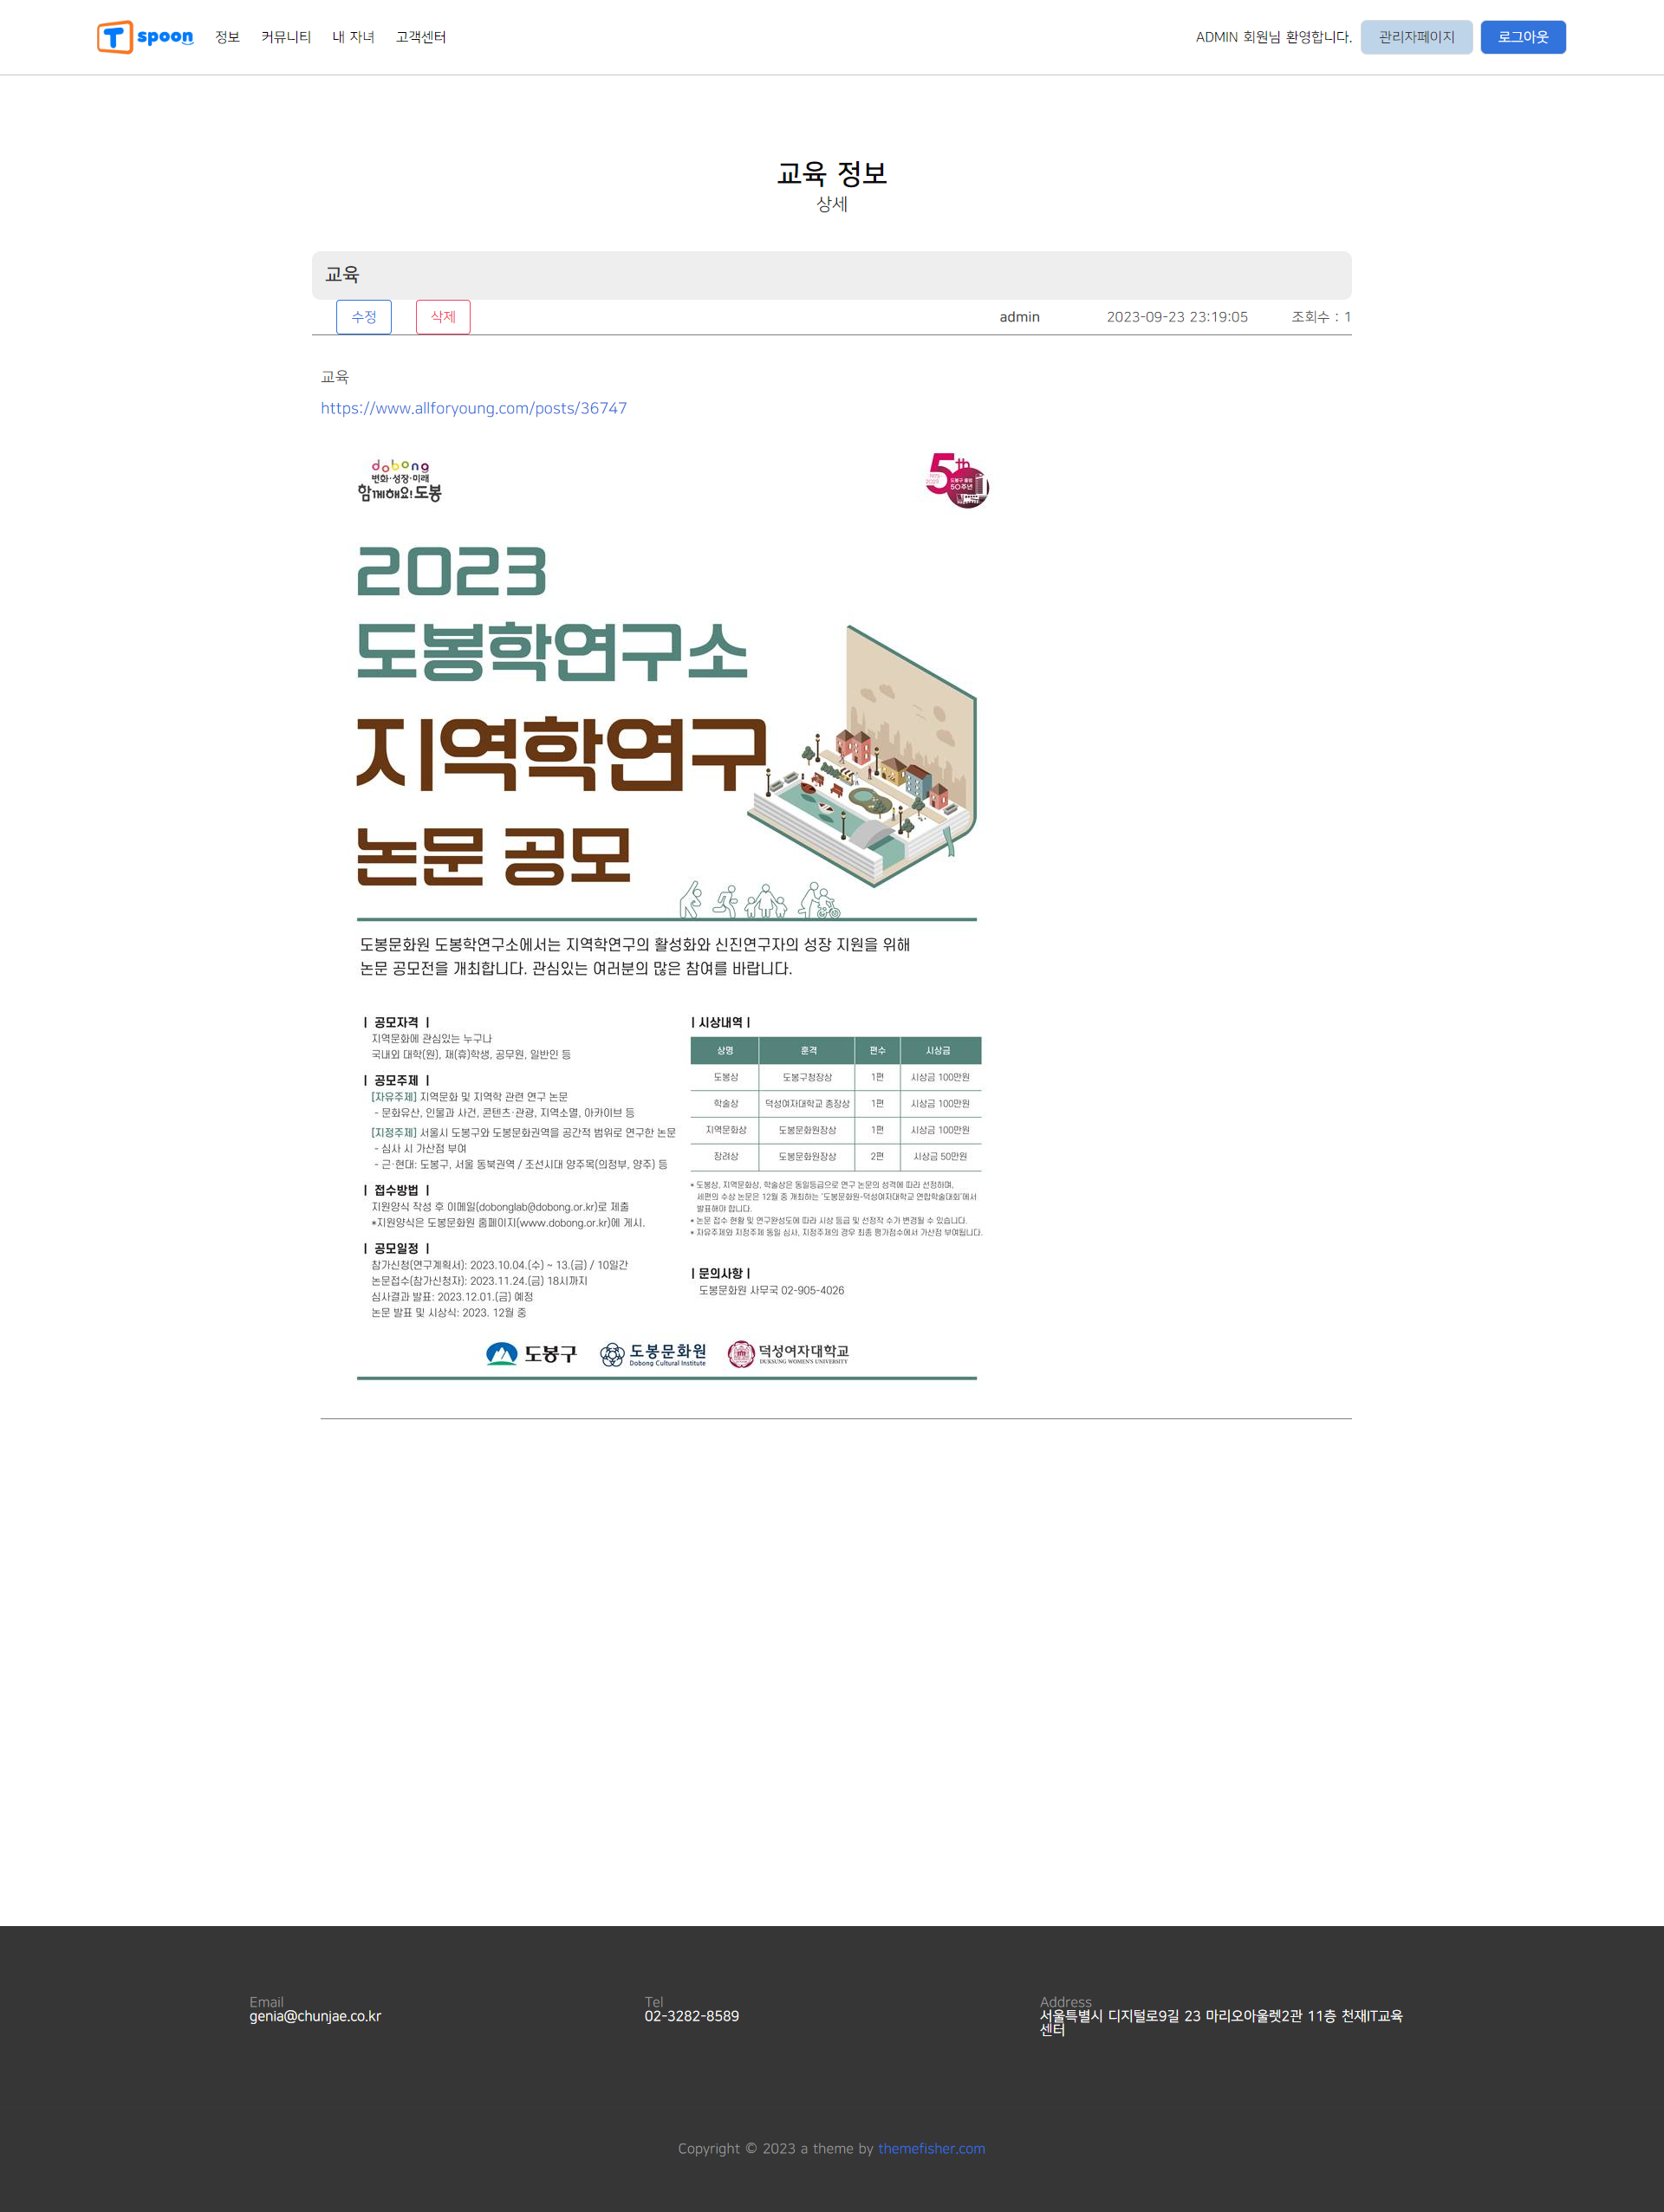 T spoon 정보 커뮤니티 내 자녀 고객센터 ADMIN 회원님 환영합니다. 관리자페이지 로그아웃
교육 정보
상세
교육
수정 삭제 admin 2023-09-23 23:19:05 조회수 : 1
교육
https://www.allforyoung.com/posts/36747
dobong
변화·성장·미래
함께해요! 도봉
5th
도봉구 출범
50주년
2023
도봉학연구소
지역학연구
논문 공모
도봉문화원 도봉학연구소에서는 지역학연구의 활성화와 신진연구자의 성장 지원을 위해
논문 공모전을 개최합니다. 관심있는 여러분의 많은 참여를 바랍니다.
| 공모자격 |
지역문화에 관심있는 누구나
국내외 대학(원), 재(휴)학생, 공무원, 일반인 등
| 공모주제 |
[자유주제] 지역문화 및 지역학 관련 연구 논문
- 문화유산, 인물과 사건, 콘텐츠·관광, 지역소멸, 아카이브 등
[지정주제] 서울시 도봉구와 도봉문화권역을 공간적 범위로 연구한 논문
- 심사 시 가산점 부여
- 근·현대: 도봉구, 서울 동북권역 / 조선시대 양주목(의정부, 양주) 등
| 접수방법 |
지원양식 작성 후 이메일(dobonglab@dobong.or.kr)로 제출
*지원양식은 도봉문화원 홈페이지(www.dobong.or.kr)에 게시.
| 공모일정 |
참가신청(연구계획서): 2023.10.04.(수) ~ 13.(금) / 10일간
논문접수(참가신청자): 2023.11.24.(금) 18시까지
심사결과 발표: 2023.12.01.(금) 예정
논문 발표 및 시상식: 2023. 12월 중
| 시상내역 |
상명 훈격 편수 시상금
도봉상 도봉구청장상 1편 시상금 100만원
학술상 덕성여자대학교 총장상 1편 시상금 100만원
지역문화상 도봉문화원장상 1편 시상금 100만원
장려상 도봉문화원장상 2편 시상금 50만원
* 도봉상, 지역문화상, 학술상은 동일등급으로 연구 논문의 성격에 따라 선정하며,
세편의 수상 논문은 12월 중 개최하는 '도봉문화원-덕성여자대학교 연합학술대회'에서
발표해야 합니다.
* 논문 접수 현황 및 연구완성도에 따라 시상 등급 및 선정작 수가 변경될 수 있습니다.
* 자유주제와 지정주제 동일 심사, 지정주제의 경우 최종 평가점수에서 가산점 부여됩니다.
| 문의사항 |
도봉문화원 사무국 02-905-4026
도봉구 도봉문화원 덕성여자대학교
Dobong Cultural Institute DUKSUNG WOMEN'S UNIVERSITY
Email
genia@chunjae.co.kr
Tel
02-3282-8589
Address
서울특별시 디지털로9길 23 마리오아울렛2관 11층 천재IT교육
센터
Copyright © 2023 a theme by themefisher.com